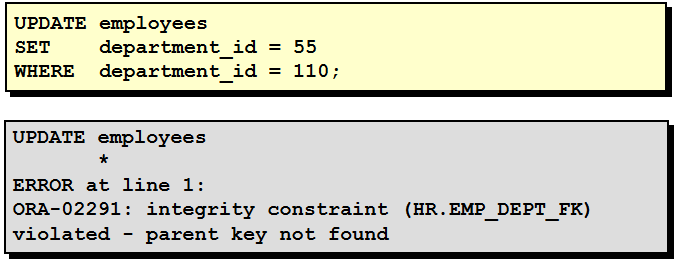 UPDATE employees
SET    department_id = 55
WHERE  department_id = 110;
UPDATE employees
       *
ERROR at line 1:
ORA-02291: integrity constraint (HR.EMP_DEPT_FK)
violated - parent key not found